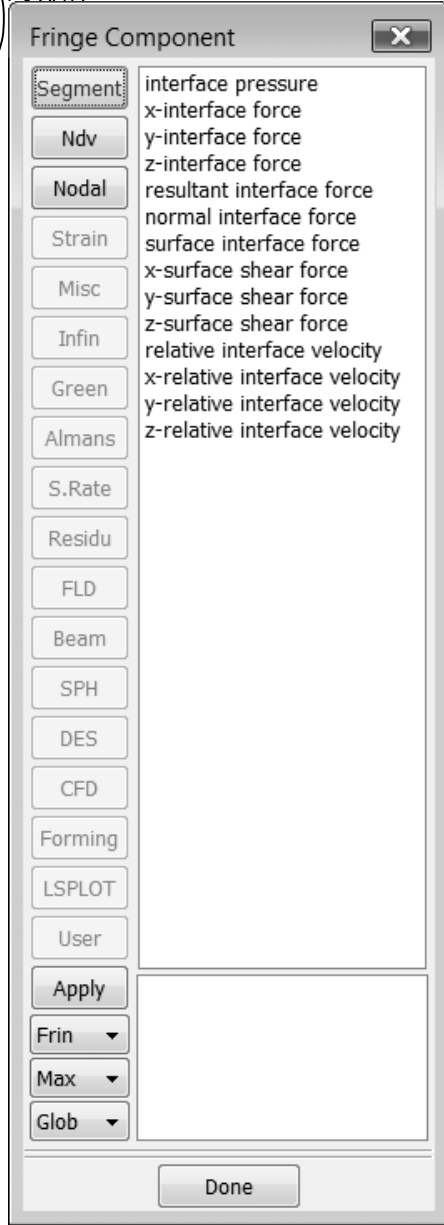 Fringe Component
Segment
Ndv
Nodal
Strain
Misc
Infin
Green
Almans
S.Rate
Residu
FLD
Beam
SPH
DES
CFD
Forming
LSPLOT
User
Apply
Frin
Max
Glob
interface pressure
x-interface force
y-interface force
z-interface force
resultant interface force
normal interface force
surface interface force
x-surface shear force
y-surface shear force
z-surface shear force
relative interface velocity
x-relative interface velocity
y-relative interface velocity
z-relative interface velocity
Done